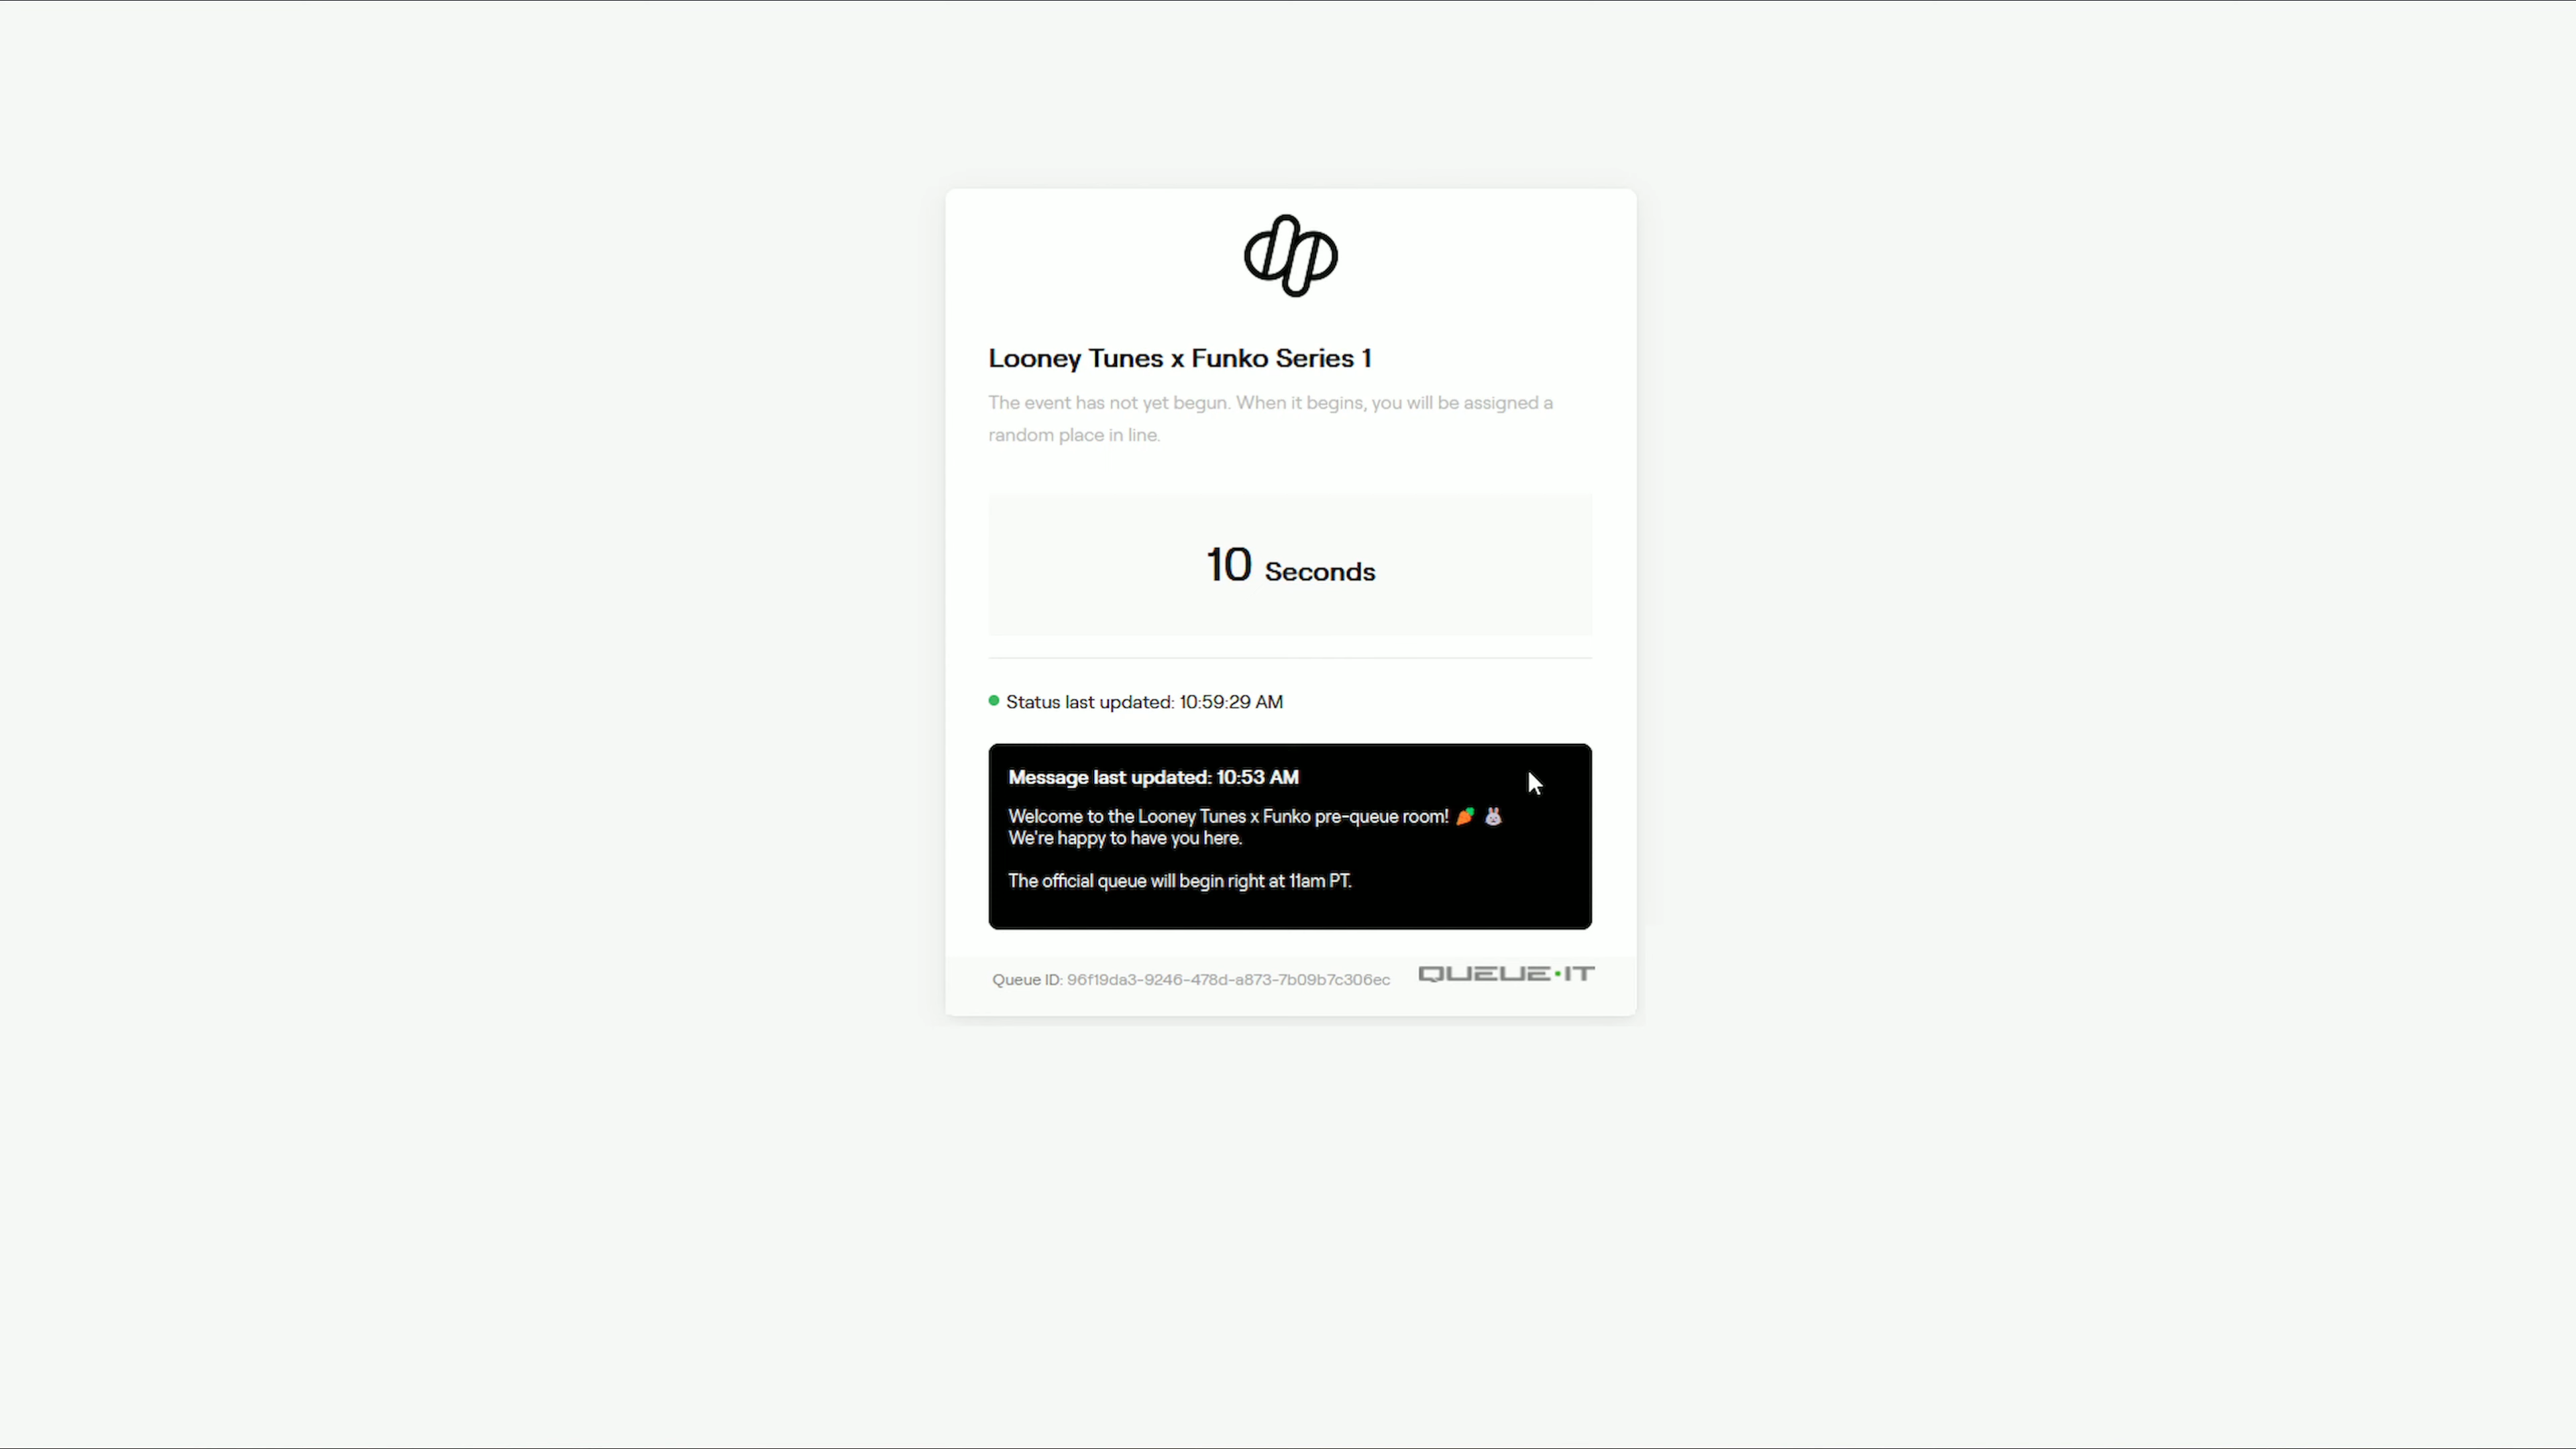 Looney Tunes x Funko Series 1
The event has not yet begun. When it begins, you will be assigned a
random place in line.
10 Seconds
Status last updated: 10:59:29 AM
Message last updated: 10:53 AM
Welcome to the Looney Tunes x Funko pre-queue room! 🥕 🐰
We're happy to have you here.
The official queue will begin right at 11am PT.
Queue ID: 96f19da3-9246-478d-a873-7b09b7c306ec
QUEUE·IT